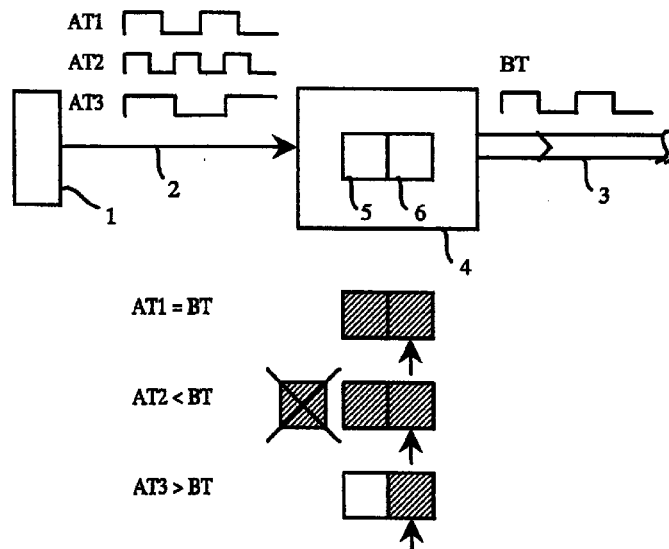 AT1
AT2
BT
AT3
5
6
1
2
3
4
AT1 = BT
AT2 < BT
AT3 > BT